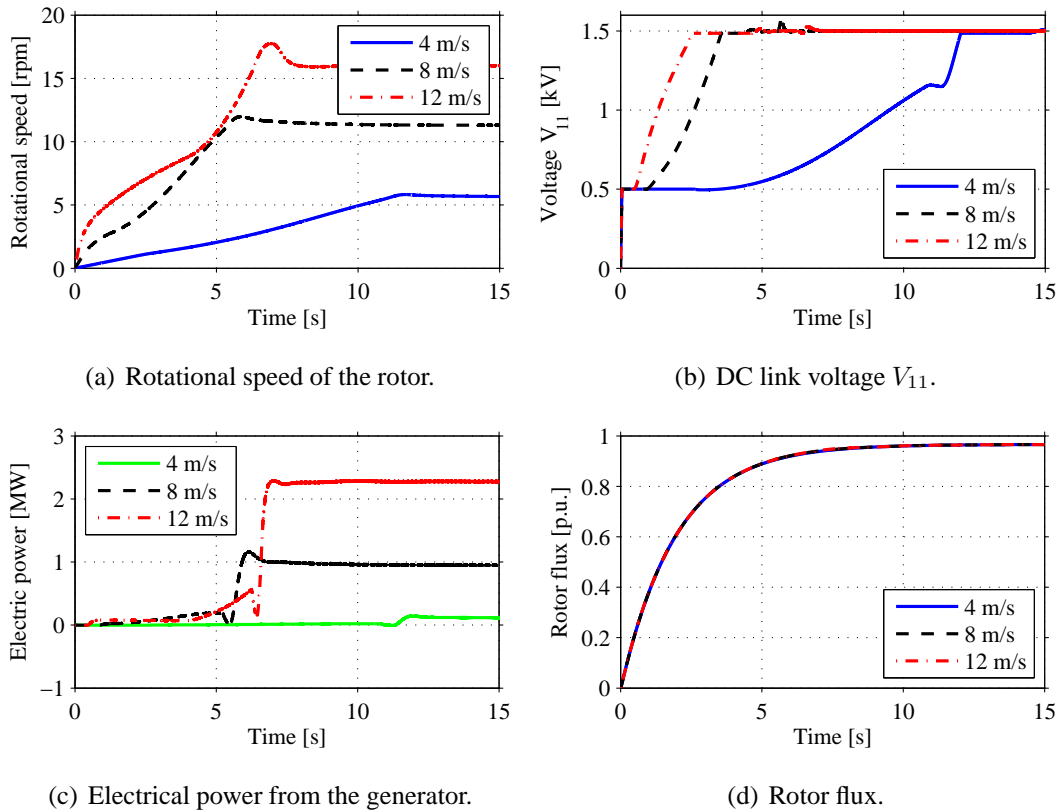 20
15
10
5
0
0
5
10
15
Rotational speed [rpm]
Time [s]
4 m/s
8 m/s
12 m/s
(a) Rotational speed of the rotor.
1.5
1
0.5
0
0
5
10
15
Voltage V11 [kV]
Time [s]
4 m/s
8 m/s
12 m/s
(b) DC link voltage V11.
3
2
1
0
−1
0
5
10
15
Electric power [MW]
Time [s]
4 m/s
8 m/s
12 m/s
(c) Electrical power from the generator.
1
0.8
0.6
0.4
0.2
0
0
5
10
15
Rotor flux [p.u.]
Time [s]
4 m/s
8 m/s
12 m/s
(d) Rotor flux.